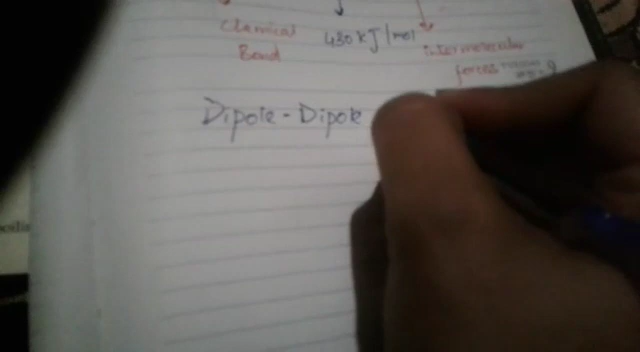 Chemical
Bond
430 kJ/mol
intermolecular
forces
Dipole - Dipole